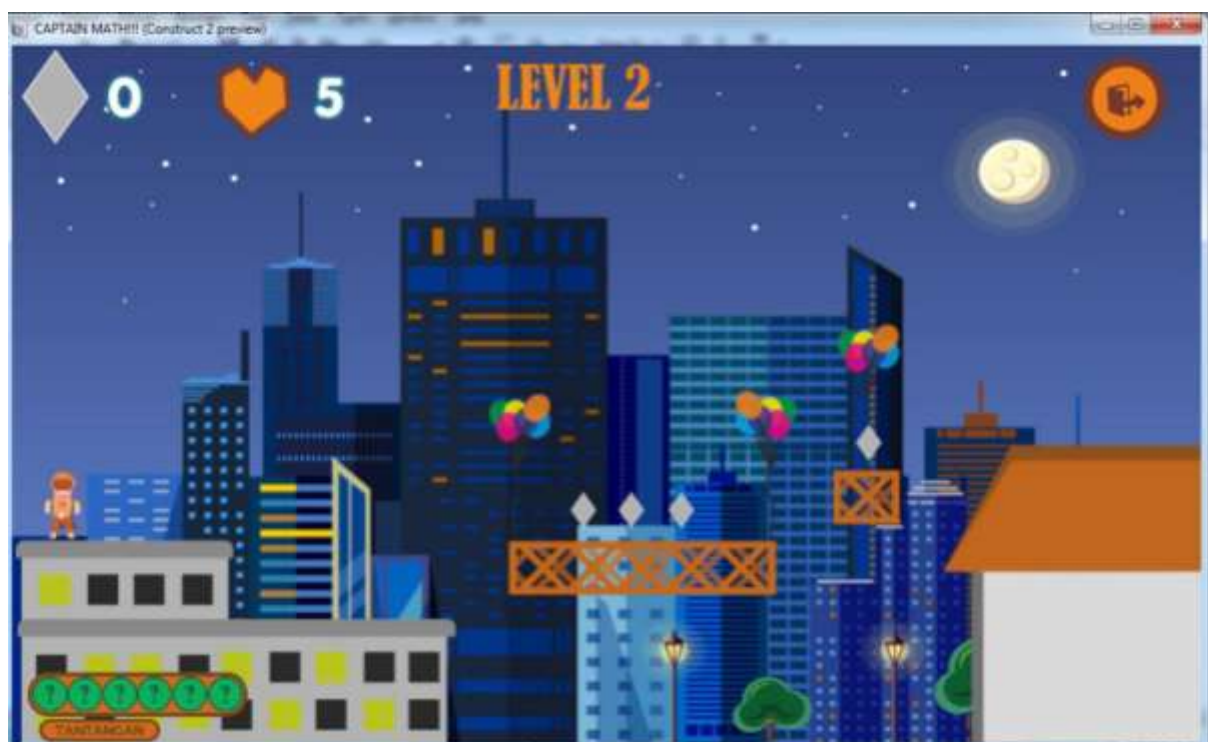 CAPTAIN MATH!!! (Construct 2 preview)
0 5 LEVEL 2
? ? ? ? ? ?
TANTANGAN